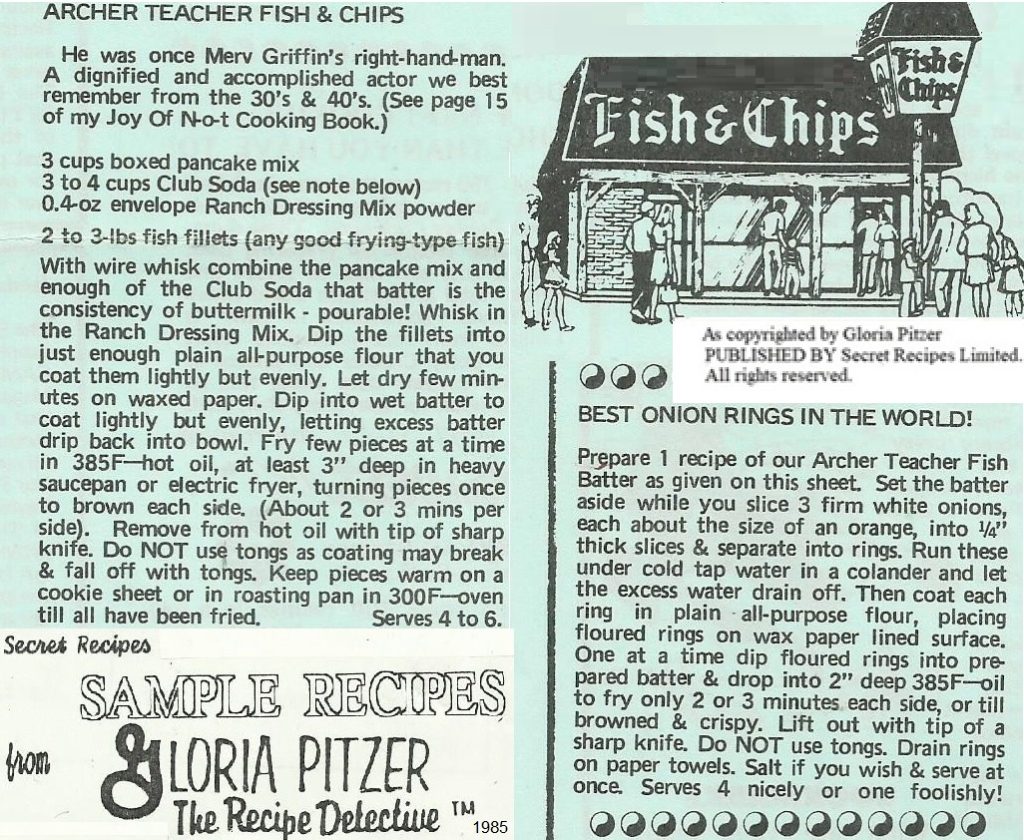 ARCHER TEACHER FISH & CHIPS
He was once Merv Griffin's right-hand-man.
A dignified and accomplished actor we best
remember from the 30's & 40's. (See page 15
of my Joy Of N-o-t Cooking Book.)
3 cups boxed pancake mix
3 to 4 cups Club Soda (see note below)
0.4-oz envelope Ranch Dressing Mix powder
2 to 3-lbs fish fillets (any good frying-type fish)
With wire whisk combine the pancake mix and
enough of the Club Soda that batter is the
consistency of buttermilk - pourable! Whisk in
the Ranch Dressing Mix. Dip the fillets into
just enough plain all-purpose flour that you
coat them lightly but evenly. Let dry few min-
utes on waxed paper. Dip into wet batter to
coat lightly but evenly, letting excess batter
drip back into bowl. Fry few pieces at a time
in 385F—hot oil, at least 3" deep in heavy
saucepan or electric fryer, turning pieces once
to brown each side. (About 2 or 3 mins per
side). Remove from hot oil with tip of sharp
knife. Do NOT use tongs as coating may break
& fall off with tongs. Keep pieces warm on a
cookie sheet or in roasting pan in 300F—oven
till all have been fried. Serves 4 to 6.
Secret Recipes
SAMPLE RECIPES
from GLORIA PITZER
The Recipe Detective ™
1985
Fish &
Chips
Fish & Chips
As copyrighted by Gloria Pitzer
PUBLISHED BY Secret Recipes Limited.
All rights reserved.
BEST ONION RINGS IN THE WORLD!
Prepare 1 recipe of our Archer Teacher Fish
Batter as given on this sheet. Set the batter
aside while you slice 3 firm white onions,
each about the size of an orange, into ¼"
thick slices & separate into rings. Run these
under cold tap water in a colander and let
the excess water drain off. Then coat each
ring in plain all-purpose flour, placing
floured rings on wax paper lined surface.
One at a time dip floured rings into pre-
pared batter & drop into 2" deep 385F—oil
to fry only 2 or 3 minutes each side, or till
browned & crispy. Lift out with tip of a
sharp knife. Do NOT use tongs. Drain rings
on paper towels. Salt if you wish & serve at
once. Serves 4 nicely or one foolishly!